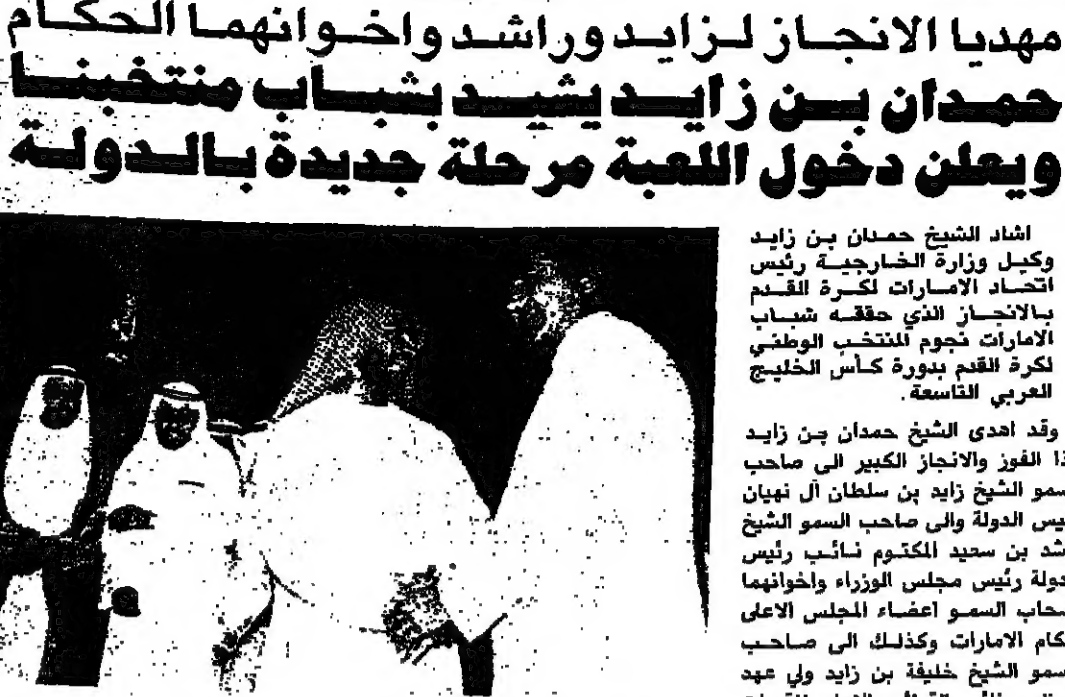 مهديا الانجاز لزايد وراشد واخوانهما الحكام
حمدان بن زايد يشيد بشباب منتخبنا
ويعلن دخول اللعبة مرحلة جديدة بالدولة
اشاد الشيخ حمدان بن زايد
وكيل وزارة الخارجية رئيس
اتحاد الامارات لكرة القدم
بالانجاز الذي حققه شباب
الامارات نجوم المنتخب الوطني
لكرة القدم بدورة كأس الخليج
العربي التاسعة.
وقد اهدى الشيخ حمدان بن زايد
ذا الفوز والانجاز الكبير الى صاحب
سمو الشيخ زايد بن سلطان آل نهيان
يس الدولة والى صاحب السمو الشيخ
شد بن سعيد المكتوم نائب رئيس
دولة رئيس مجلس الوزراء واخوانهما
حاب السمو اعضاء المجلس الاعلى
كام الامارات وكذلك الى صاحب
سمو الشيخ خليفة بن زايد ولي عهد